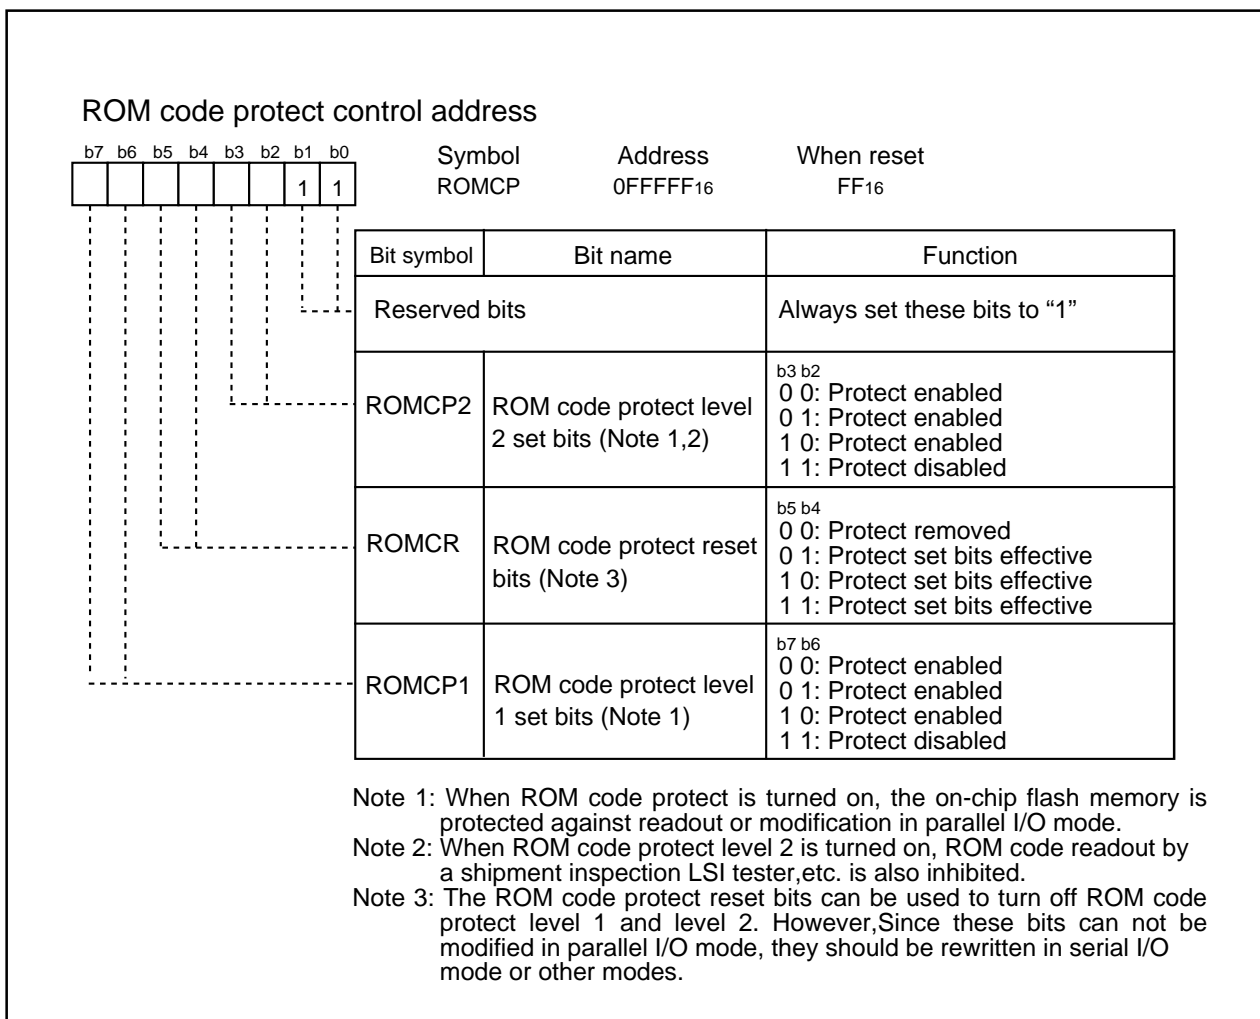 ROM code protect control address
b7 b6 b5 b4 b3 b2 b1 b0
1 1
Symbol Address When reset
ROMCP 0FFFFF16 FF16
Bit symbol Bit name Function
Reserved bits Always set these bits to “1”
ROMCP2 ROM code protect level
2 set bits (Note 1,2)
b3 b2
0 0: Protect enabled
0 1: Protect enabled
1 0: Protect enabled
1 1: Protect disabled
ROMCR ROM code protect reset
bits (Note 3)
b5 b4
0 0: Protect removed
0 1: Protect set bits effective
1 0: Protect set bits effective
1 1: Protect set bits effective
ROMCP1 ROM code protect level
1 set bits (Note 1)
b7 b6
0 0: Protect enabled
0 1: Protect enabled
1 0: Protect enabled
1 1: Protect disabled
Note 1: When ROM code protect is turned on, the on-chip flash memory is
protected against readout or modification in parallel I/O mode.
Note 2: When ROM code protect level 2 is turned on, ROM code readout by
a shipment inspection LSI tester,etc. is also inhibited.
Note 3: The ROM code protect reset bits can be used to turn off ROM code
protect level 1 and level 2. However,Since these bits can not be
modified in parallel I/O mode, they should be rewritten in serial I/O
mode or other modes.